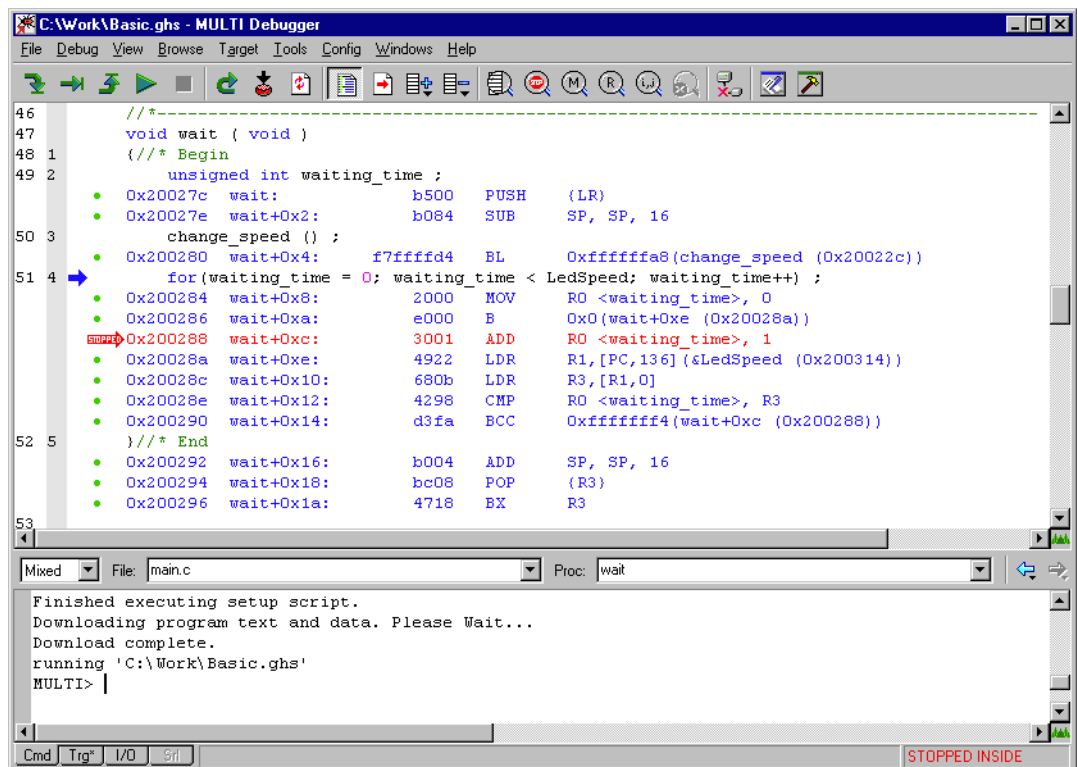 C:\Work\Basic.ghs - MULTI Debugger
File Debug View Browse Target Tools Config Windows Help
46 //*---------------------------------------------------------------------------------------
47 void wait ( void )
48 1 {//* Begin
49 2 unsigned int waiting_time ;
0x20027c wait: b500 PUSH {LR}
0x20027e wait+0x2: b084 SUB SP, SP, 16
50 3 change_speed () ;
0x200280 wait+0x4: f7ffffd4 BL 0xffffffa8(change_speed (0x20022c))
51 4 for(waiting_time = 0; waiting_time < LedSpeed; waiting_time++) ;
0x200284 wait+0x8: 2000 MOV R0 <waiting_time>, 0
0x200286 wait+0xa: e000 B 0x0(wait+0xe (0x20028a))
STOPPED 0x200288 wait+0xc: 3001 ADD R0 <waiting_time>, 1
0x20028a wait+0xe: 4922 LDR R1,[PC,136](&LedSpeed (0x200314))
0x20028c wait+0x10: 680b LDR R3,[R1,0]
0x20028e wait+0x12: 4298 CMP R0 <waiting_time>, R3
0x200290 wait+0x14: d3fa BCC 0xfffffff4(wait+0xc (0x200288))
52 5 }//* End
0x200292 wait+0x16: b004 ADD SP, SP, 16
0x200294 wait+0x18: bc08 POP {R3}
0x200296 wait+0x1a: 4718 BX R3
53
Mixed File: main.c Proc: wait
Finished executing setup script.
Downloading program text and data. Please Wait...
Download complete.
running 'C:\Work\Basic.ghs'
MULTI>
Cmd Trg* I/O Srl STOPPED INSIDE